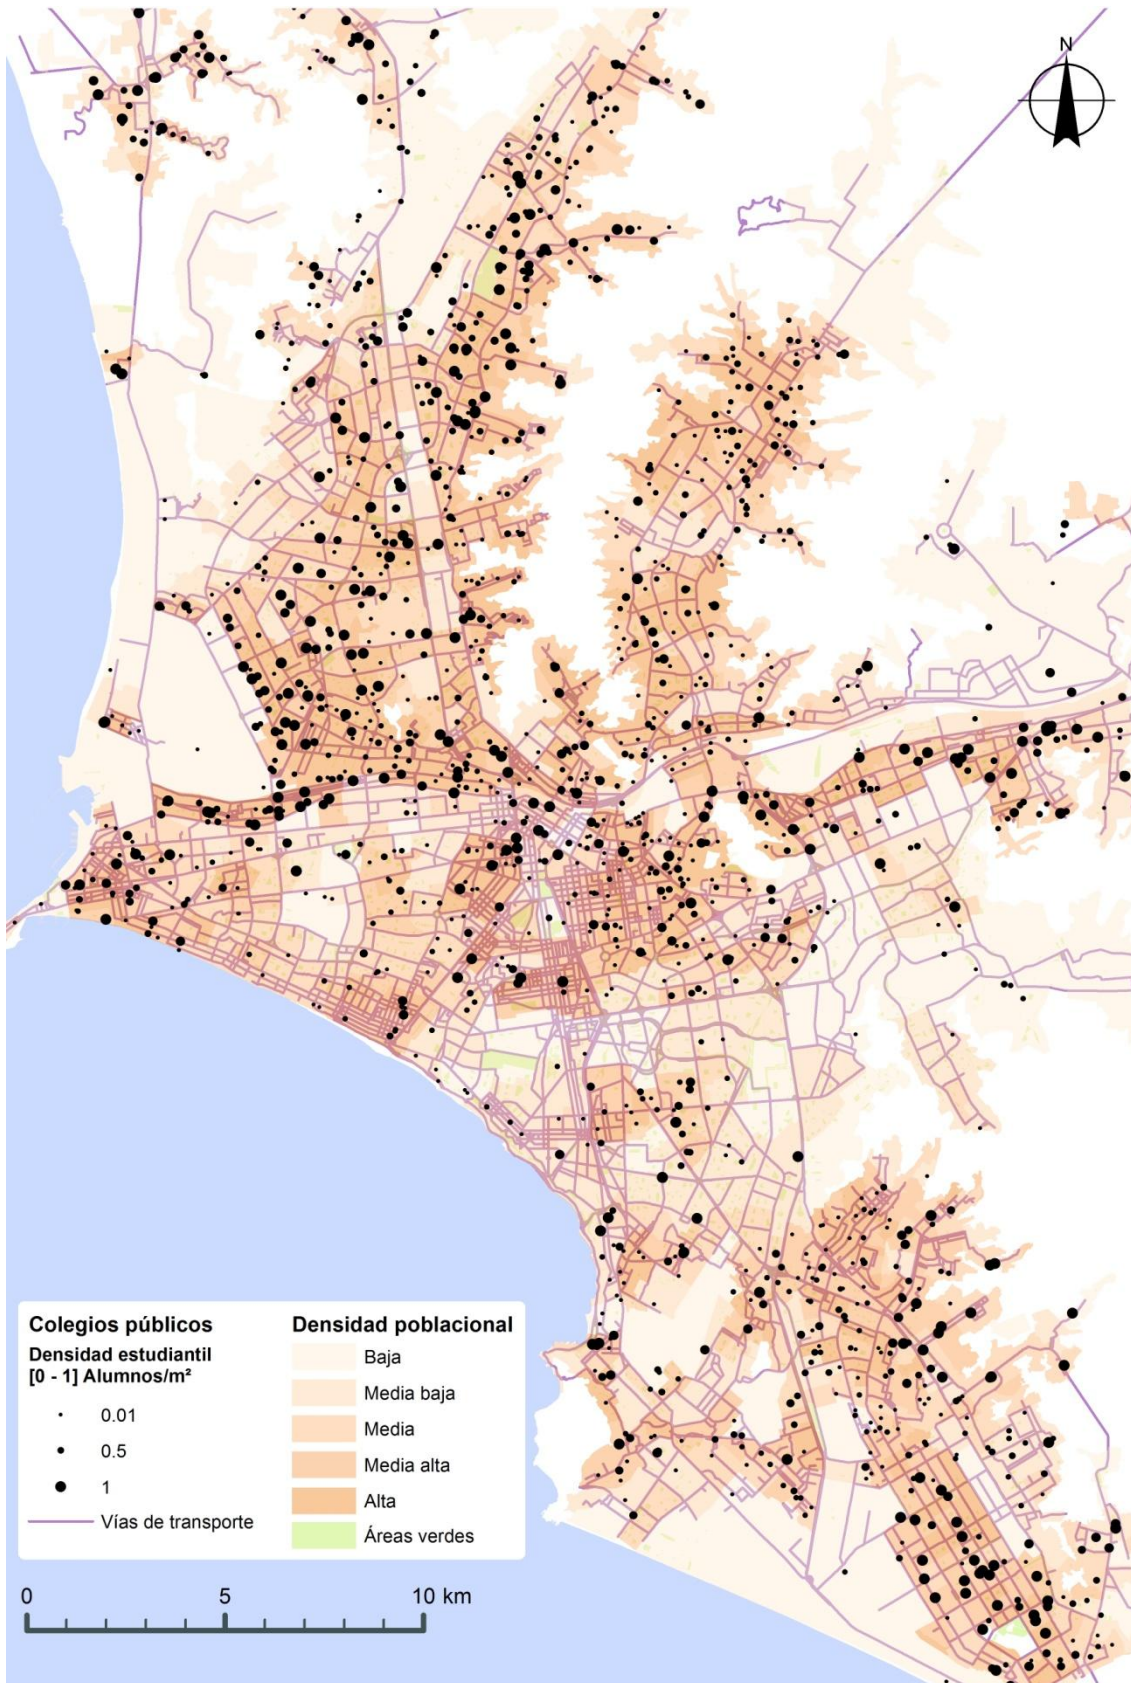 N
Colegios públicos
Densidad estudiantil
[0 - 1] Alumnos/m²
0.01
0.5
1
Vías de transporte
Densidad poblacional
Baja
Media baja
Media
Media alta
Alta
Áreas verdes
0 5 10 km